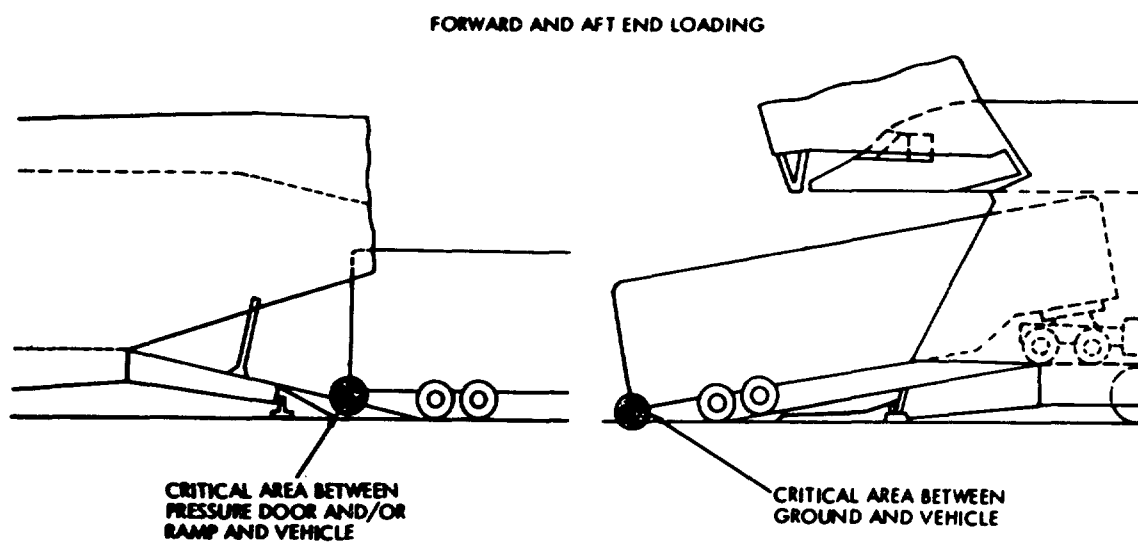 FORWARD AND AFT END LOADING
CRITICAL AREA BETWEEN
PRESSURE DOOR AND/OR
RAMP AND VEHICLE
CRITICAL AREA BETWEEN
GROUND AND VEHICLE